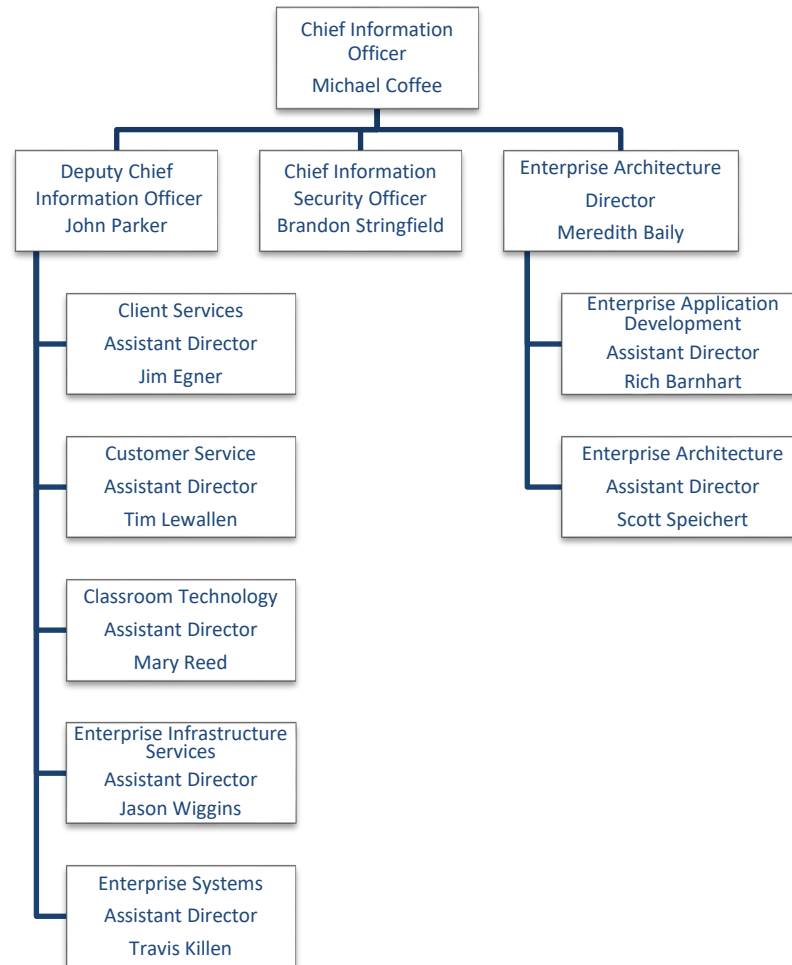 Chief Information
Officer
Michael Coffee
Deputy Chief
Information Officer
John Parker
Chief Information
Security Officer
Brandon Stringfield
Enterprise Architecture
Director
Meredith Baily
Client Services
Assistant Director
Jim Egner
Customer Service
Assistant Director
Tim Lewallen
Classroom Technology
Assistant Director
Mary Reed
Enterprise Infrastructure
Services
Assistant Director
Jason Wiggins
Enterprise Systems
Assistant Director
Travis Killen
Enterprise Application
Development
Assistant Director
Rich Barnhart
Enterprise Architecture
Assistant Director
Scott Speichert